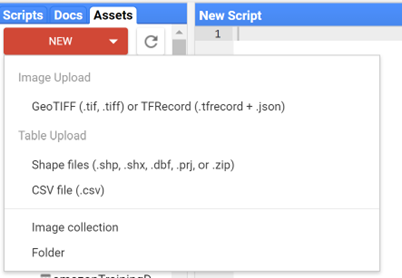 Scripts Docs Assets New Script
NEW 1
Image Upload
GeoTIFF (.tif, .tiff) or TFRecord (.tfrecord + .json)
Table Upload
Shape files (.shp, .shx, .dbf, .prj, or .zip)
CSV file (.csv)
Image collection
Folder